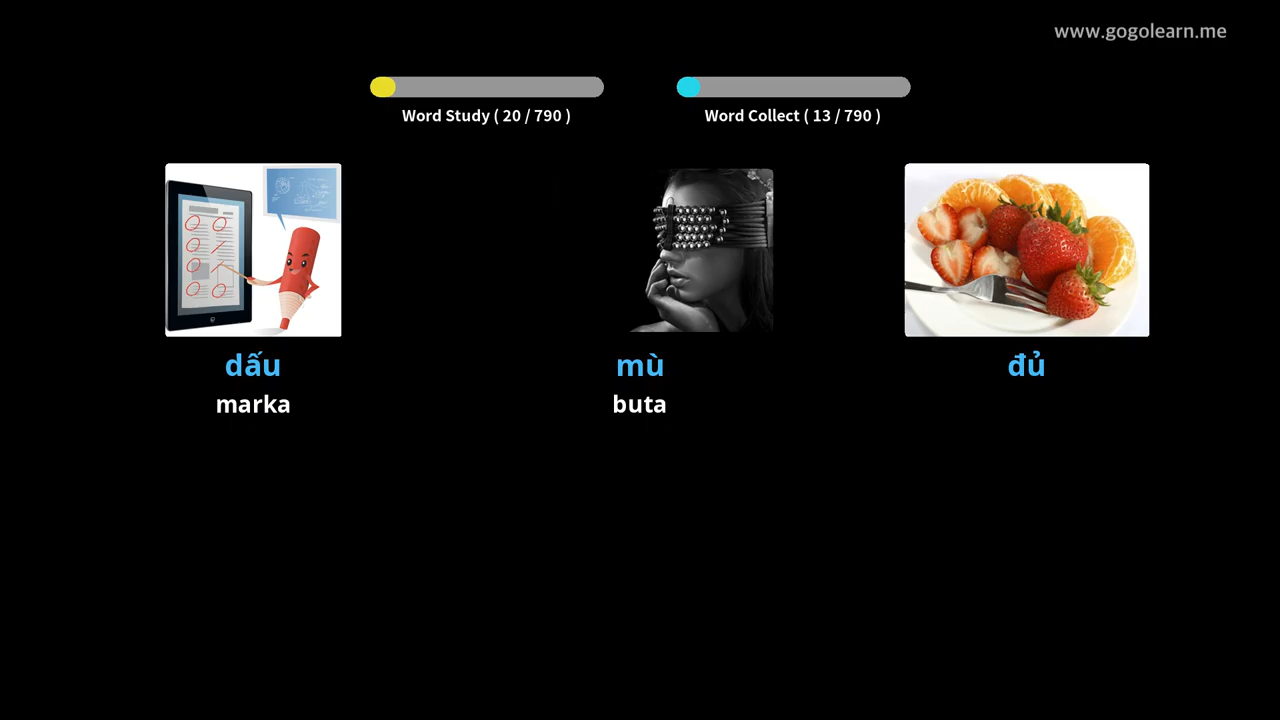 www.gogolearn.me
Word Study ( 20 / 790 )
Word Collect ( 13 / 790 )
dấu
mù
đủ
marka
buta